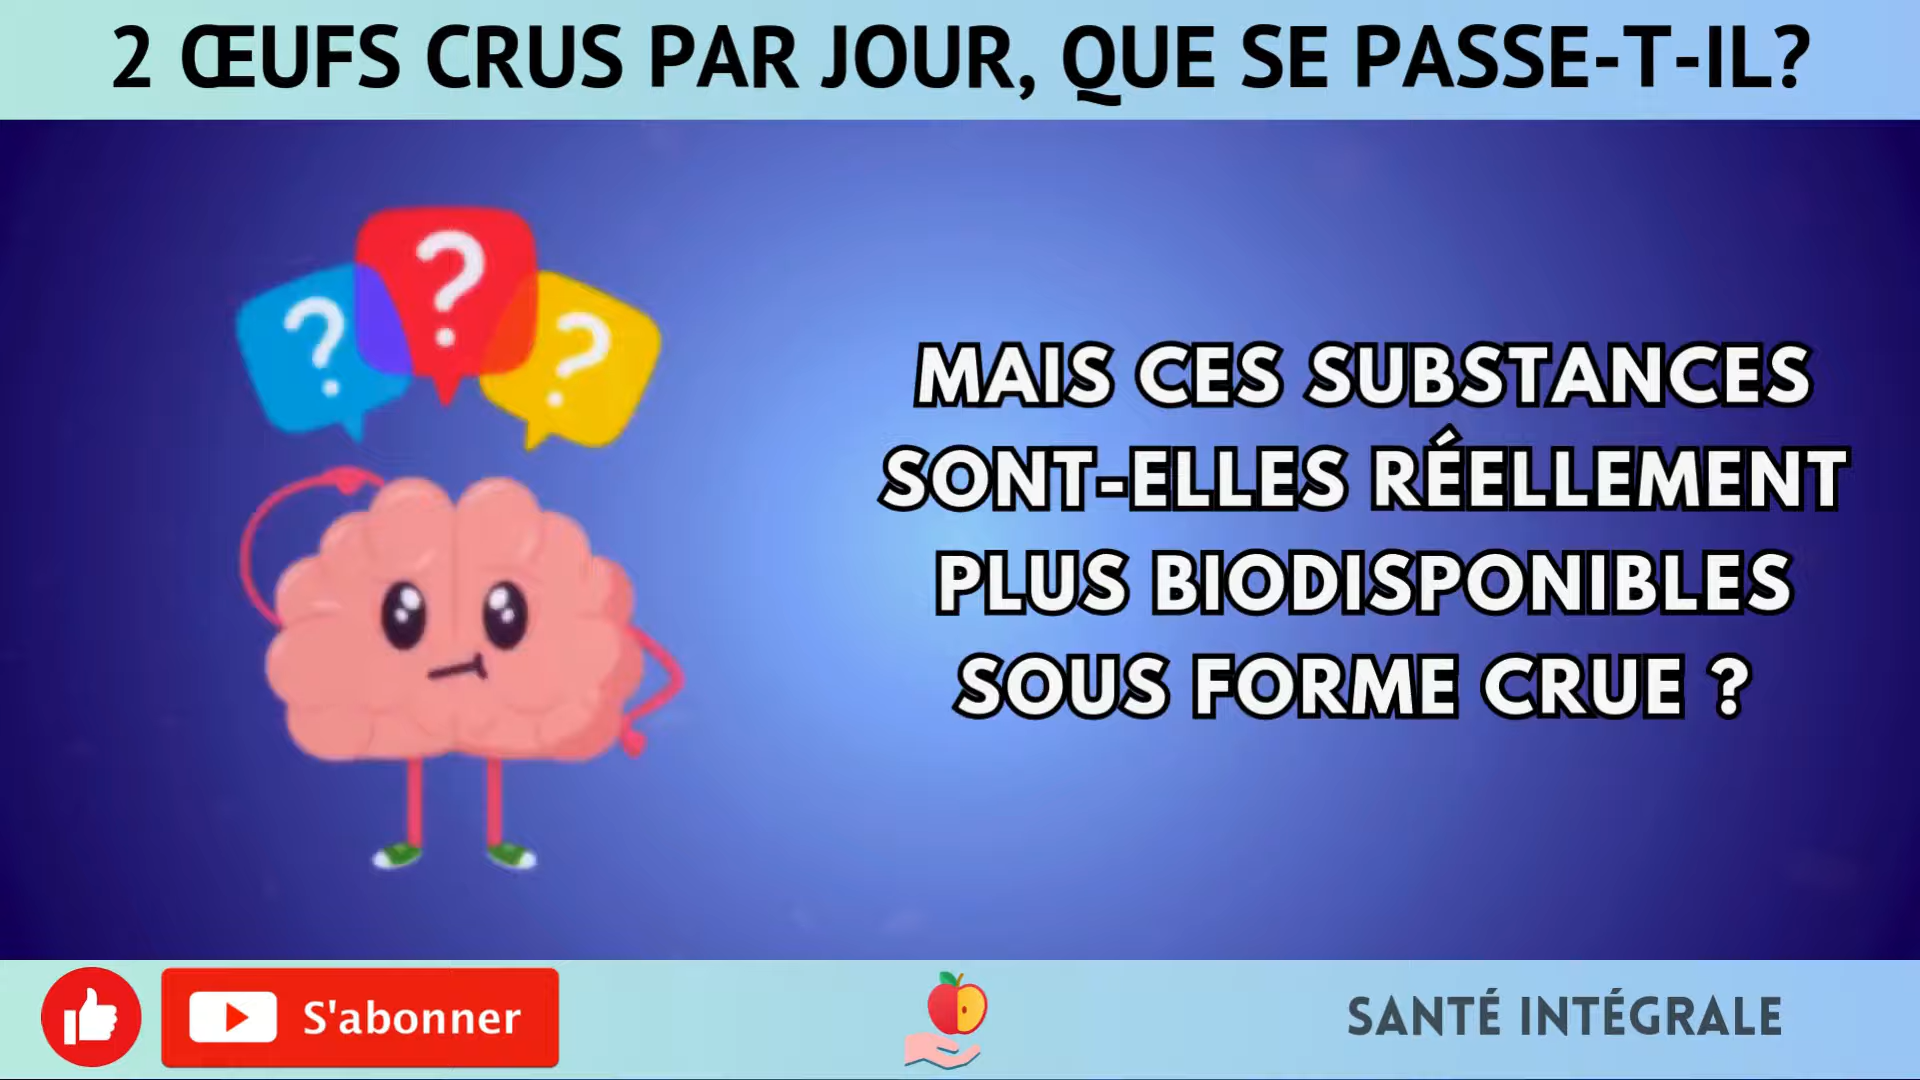 2 ŒUFS CRUS PAR JOUR, QUE SE PASSE-T-IL?
? ? ?
MAIS CES SUBSTANCES
SONT-ELLES RÉELLEMENT
PLUS BIODISPONIBLES
SOUS FORME CRUE ?
S'abonner
SANTÉ INTÉGRALE